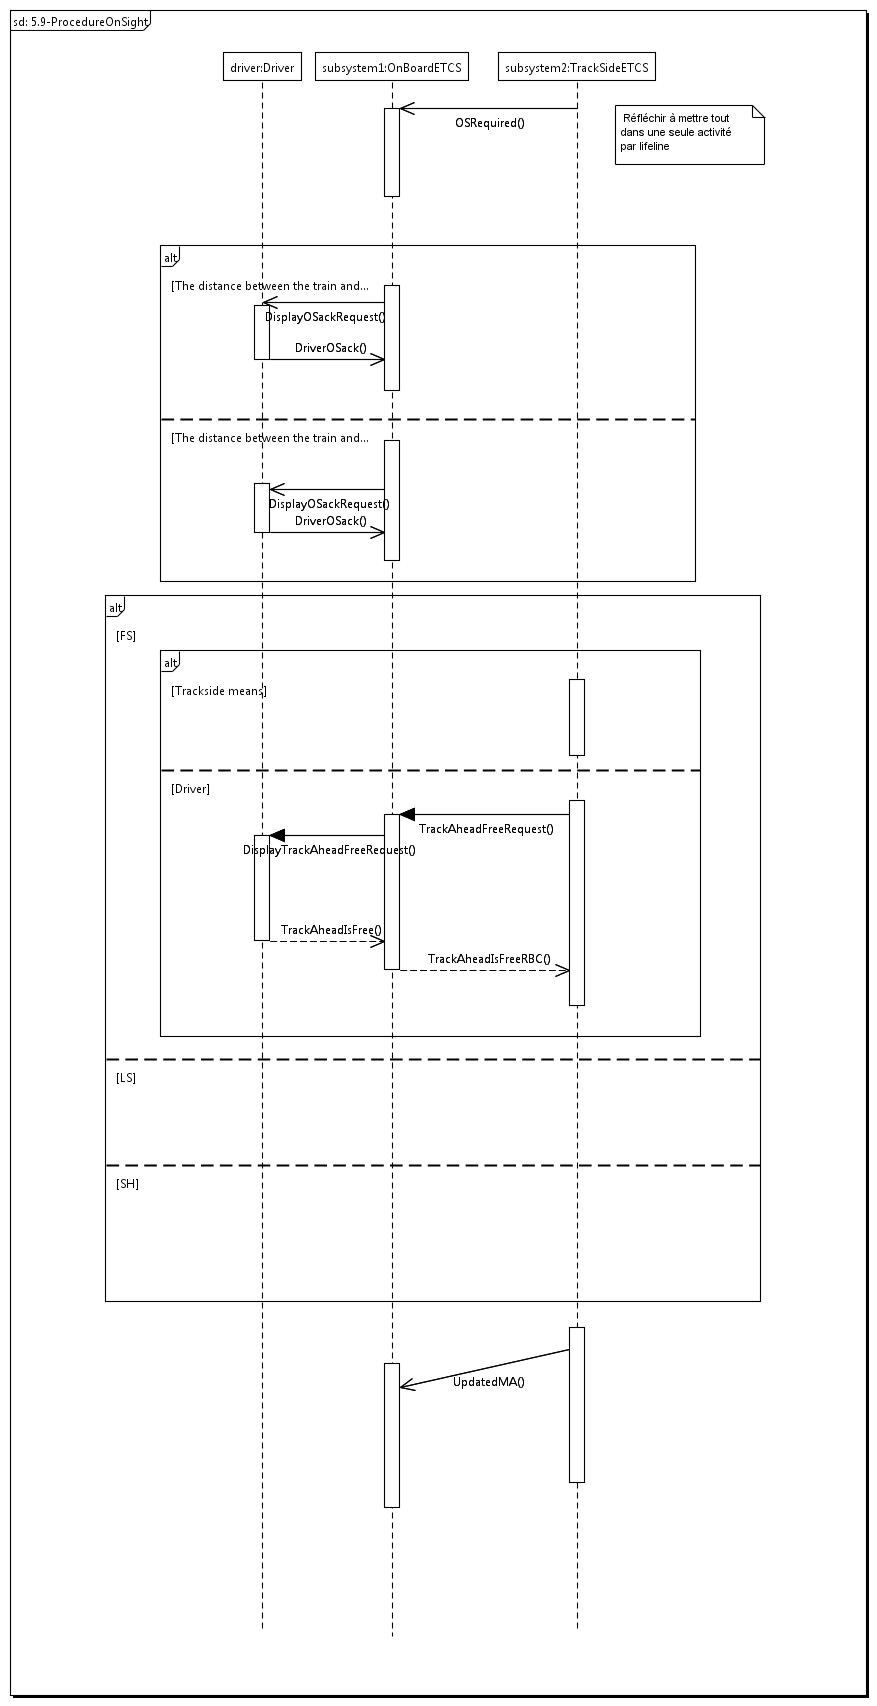 sd: 5.9-ProcedureOnSight
driver:Driver
subsystem1:OnBoardETCS
subsystem2:TrackSideETCS
OSRequired()
Réfléchir à mettre tout
dans une seule activité
par lifeline
alt
[The distance between the train and...
DisplayOSackRequest()
DriverOSack()
[The distance between the train and...
DisplayOSackRequest()
DriverOSack()
alt
[FS]
alt
[Trackside means]
[Driver]
TrackAheadFreeRequest()
DisplayTrackAheadFreeRequest()
TrackAheadIsFree()
TrackAheadIsFreeRBC()
[LS]
[SH]
UpdatedMA()